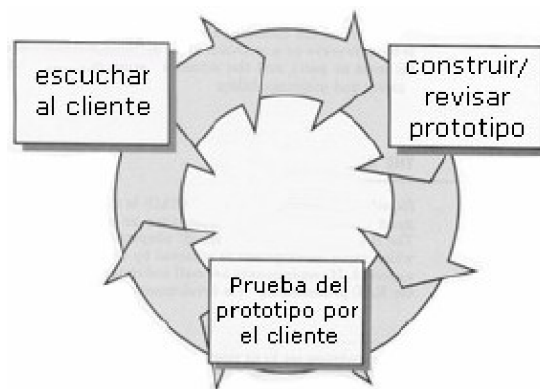 escuchar
al cliente
construir/
revisar
prototipo
Prueba del
prototipo por
el cliente